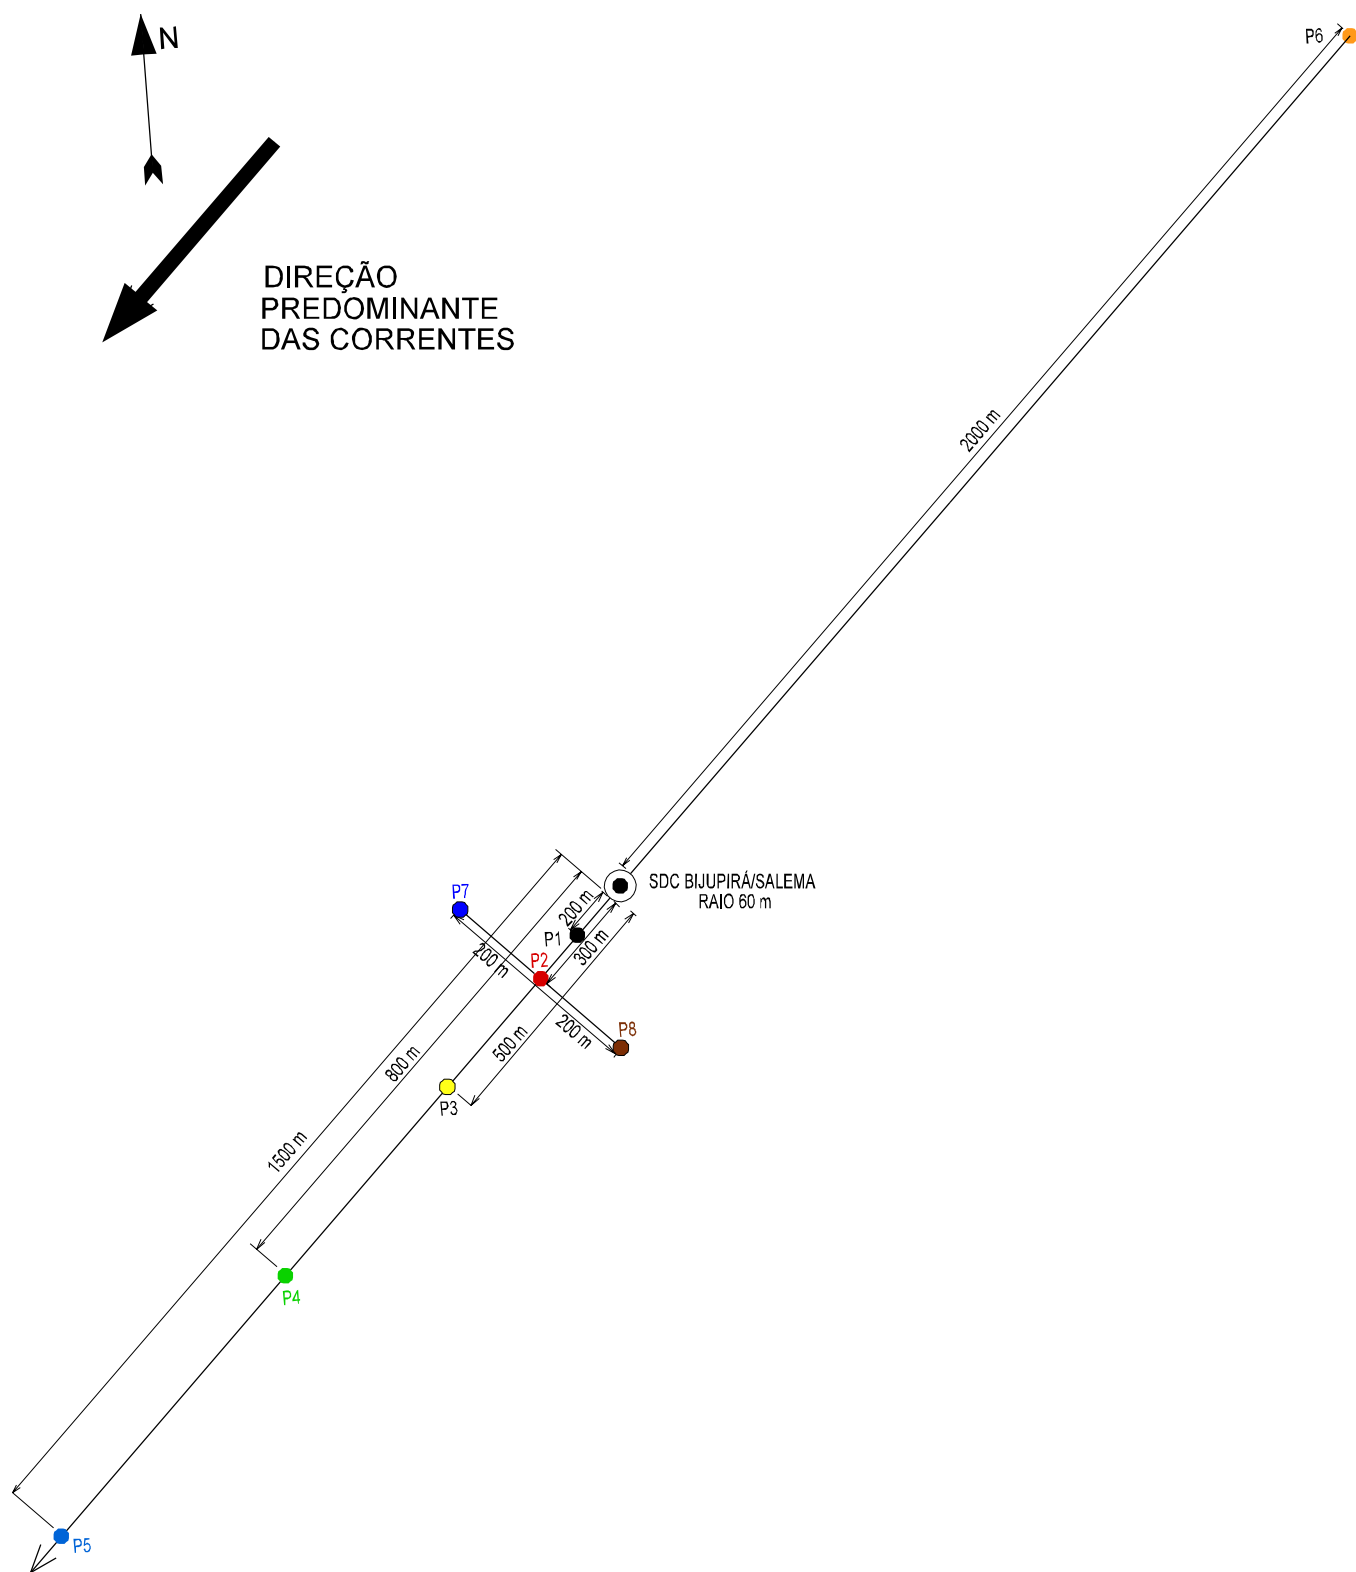 N
P6
DIREÇÃO
PREDOMINANTE
DAS CORRENTES
2000 m
SDC BIJUPIRÁ/SALEMA
RAIO 60 m
P7
200 m
P1
300 m
P2
200 m
200 m
P8
500 m
800 m
P3
1500 m
P4
P5